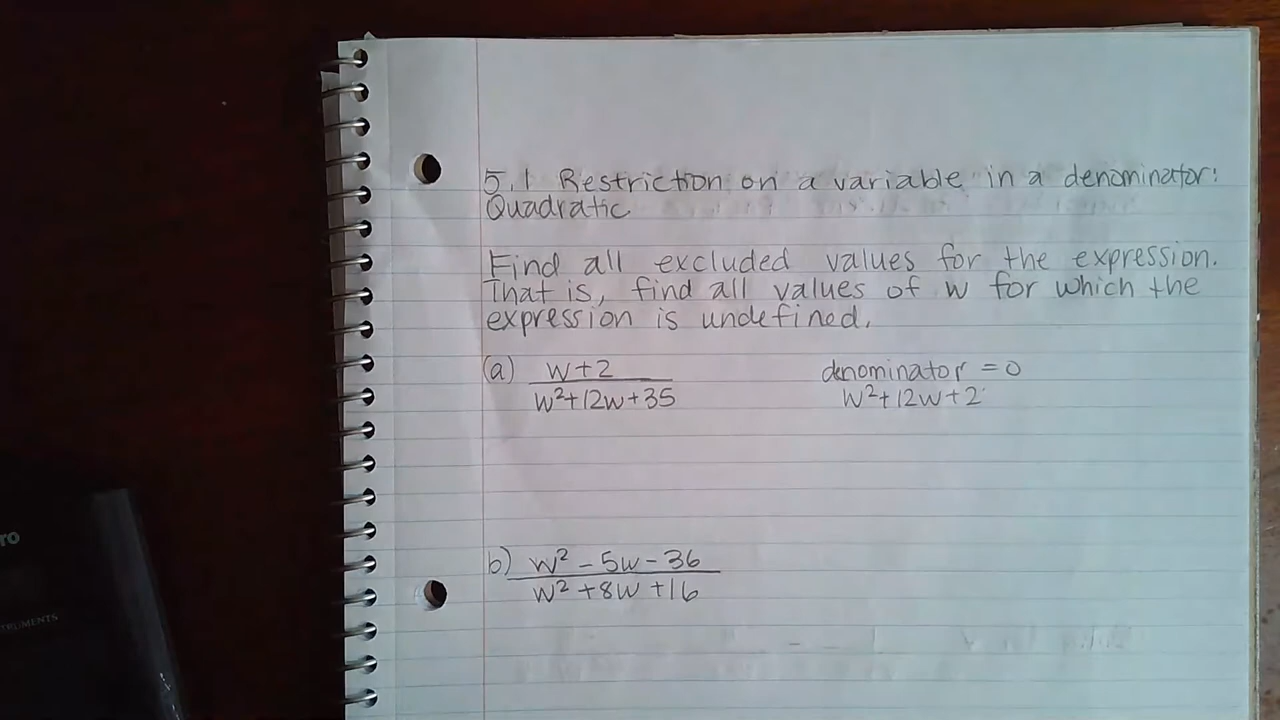 5.1 Restriction on a variable in a denominator:
Quadratic
Find all excluded values for the expression.
That is, find all values of w for which the
expression is undefined.
(a) w+2 denominator = 0
w²+12w+35 w²+12w+2
b) w² - 5w - 36
w² +8w +16